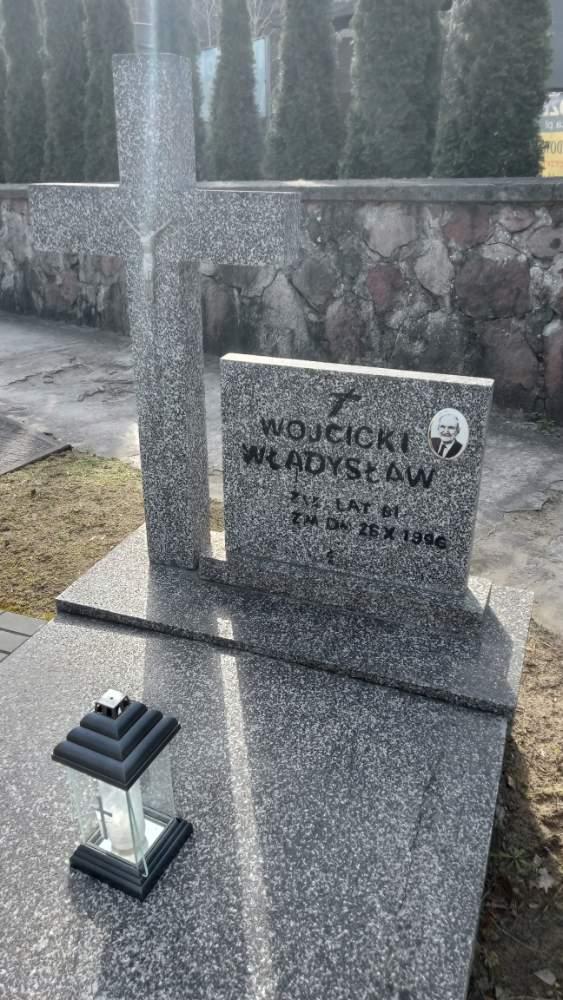 WOJCICKI
WŁADYSŁAW
ŻYŁ. LAT 61
ZM DN 26 X 1996